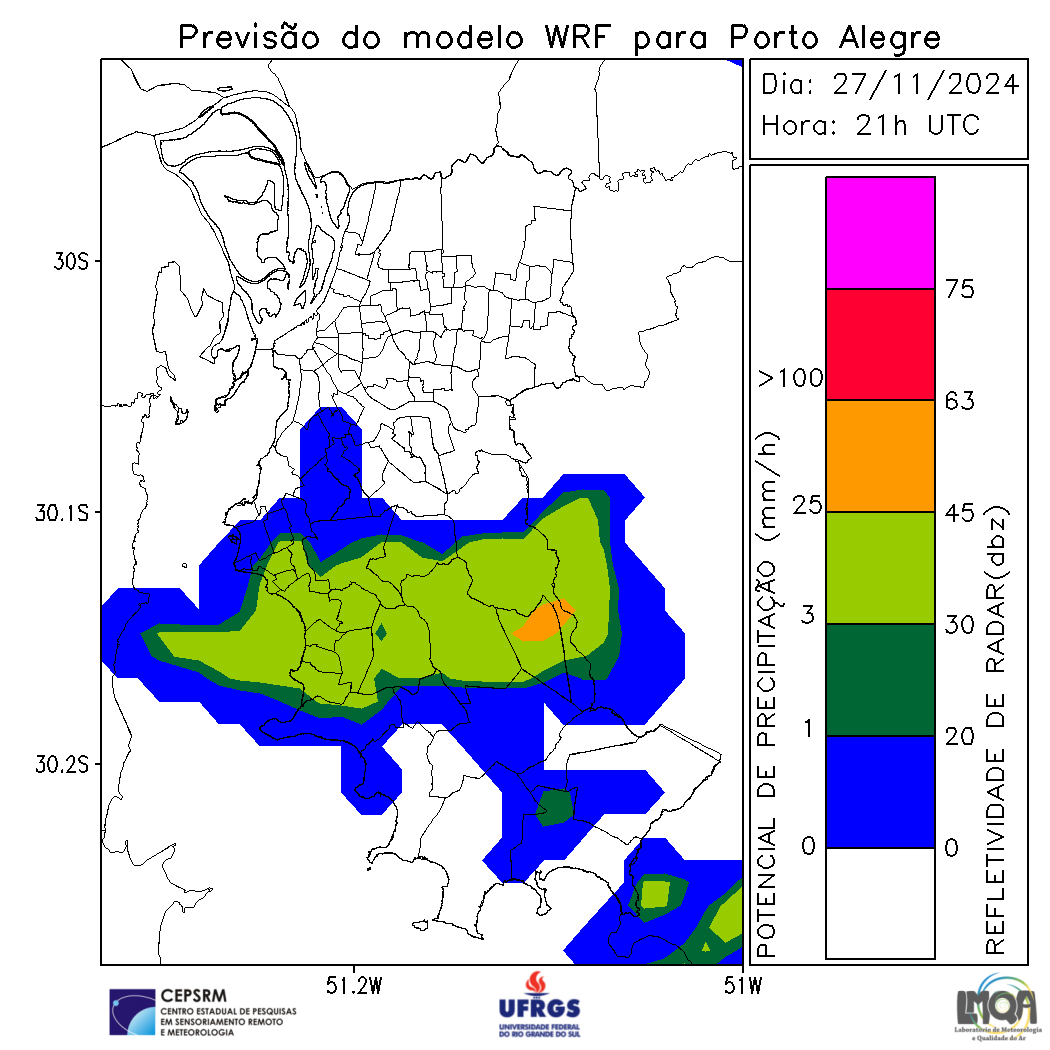 Previsão do modelo WRF para Porto Alegre
Dia: 27/11/2024
Hora: 21h UTC
30S
30.1S
30.2S
51.2W
51W
POTENCIAL DE PRECIPITAÇÃO (mm/h)
>100
25
3
1
0
75
63
45
30
20
0
REFLETIVIDADE DE RADAR(dbz)
CEPSRM
CENTRO ESTADUAL DE PESQUISAS
EM SENSORIAMENTO REMOTO
E METEOROLOGIA
UFRGS
UNIVERSIDADE FEDERAL
DO RIO GRANDE DO SUL
LMQA
Laboratório de Meteorologia
e Qualidade do Ar